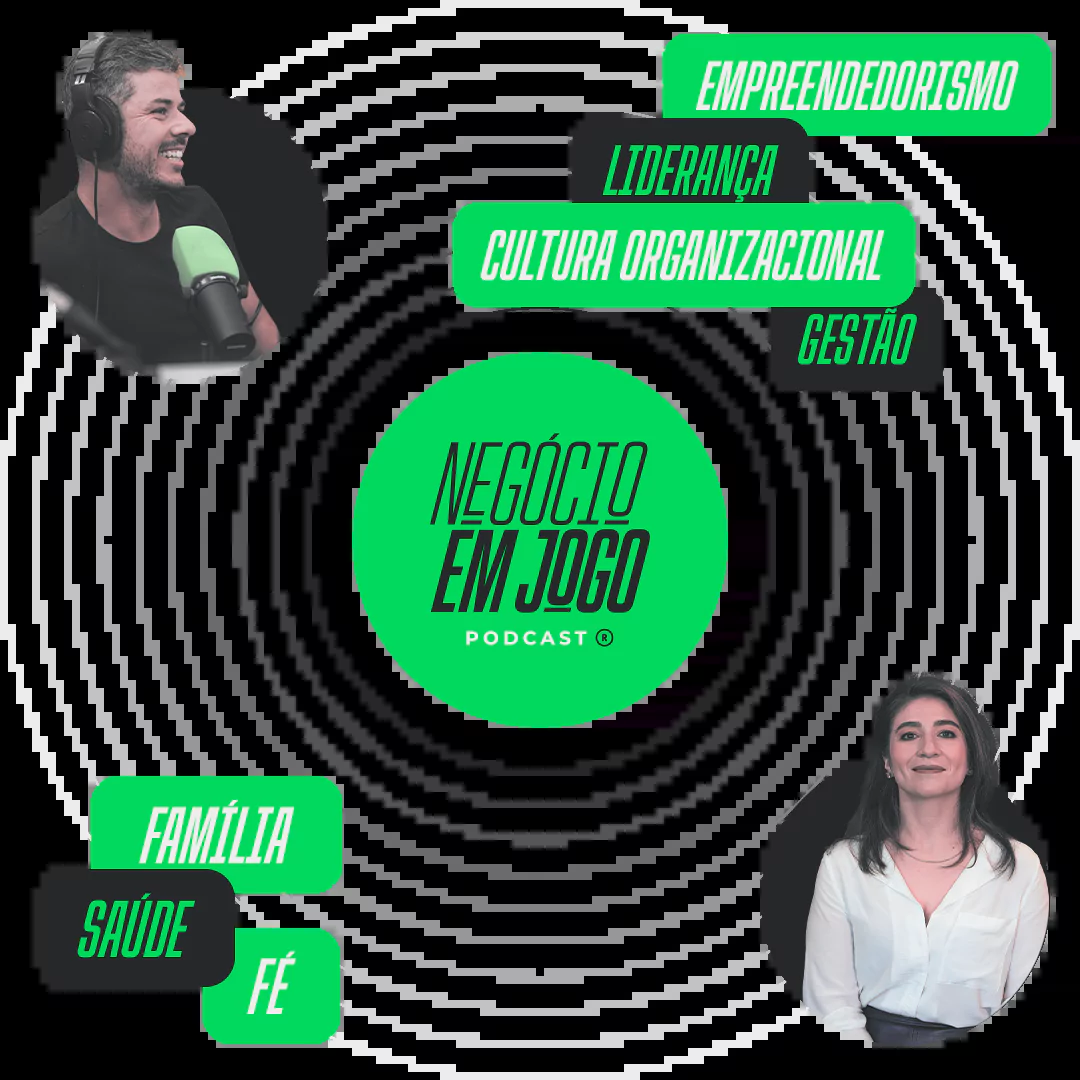 EMPREENDEDORISMO
LIDERANÇA
CULTURA ORGANIZACIONAL
GESTÃO
NEGÓCIO
EM JOGO
PODCAST ®
FAMÍLIA
SAÚDE
FÉ